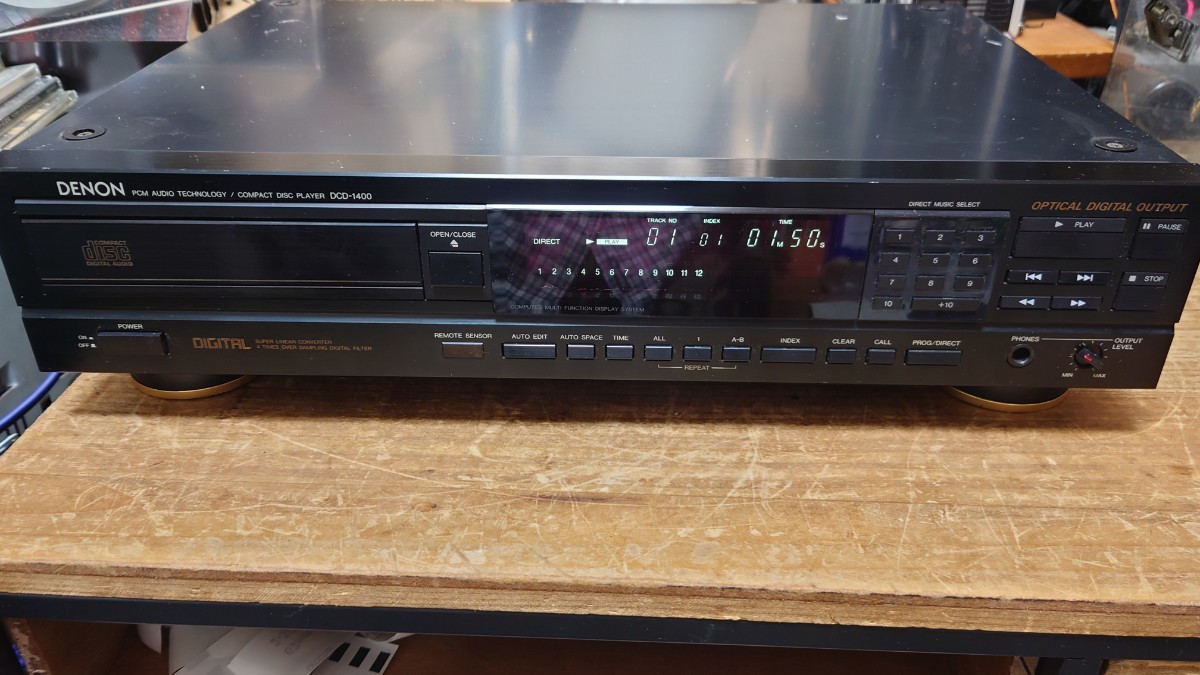 DENON PCM AUDIO TECHNOLOGY / COMPACT DISC PLAYER DCD-1400
COMPACT
disc
DIGITAL AUDIO
OPEN/CLOSE
TRACK NO INDEX TIME
DIRECT PLAY 01 01 01M 50S
1 2 3 4 5 6 7 8 9 10 11 12
COMPUTED MULTI FUNCTION DISPLAY SYSTEM
DIRECT MUSIC SELECT
1 2 3
4 5 6
7 8 9
10 +10
OPTICAL DIGITAL OUTPUT
PLAY
PAUSE
STOP
POWER
ON
OFF
DIGITAL
SUPER LINEAR CONVERTER
4 TIMES OVER SAMPLING DIGITAL FILTER
REMOTE SENSOR
AUTO EDIT
AUTO SPACE
TIME
ALL
1
A-B
REPEAT
INDEX
CLEAR
CALL
PROG/DIRECT
PHONES
OUTPUT
LEVEL
MIN MAX